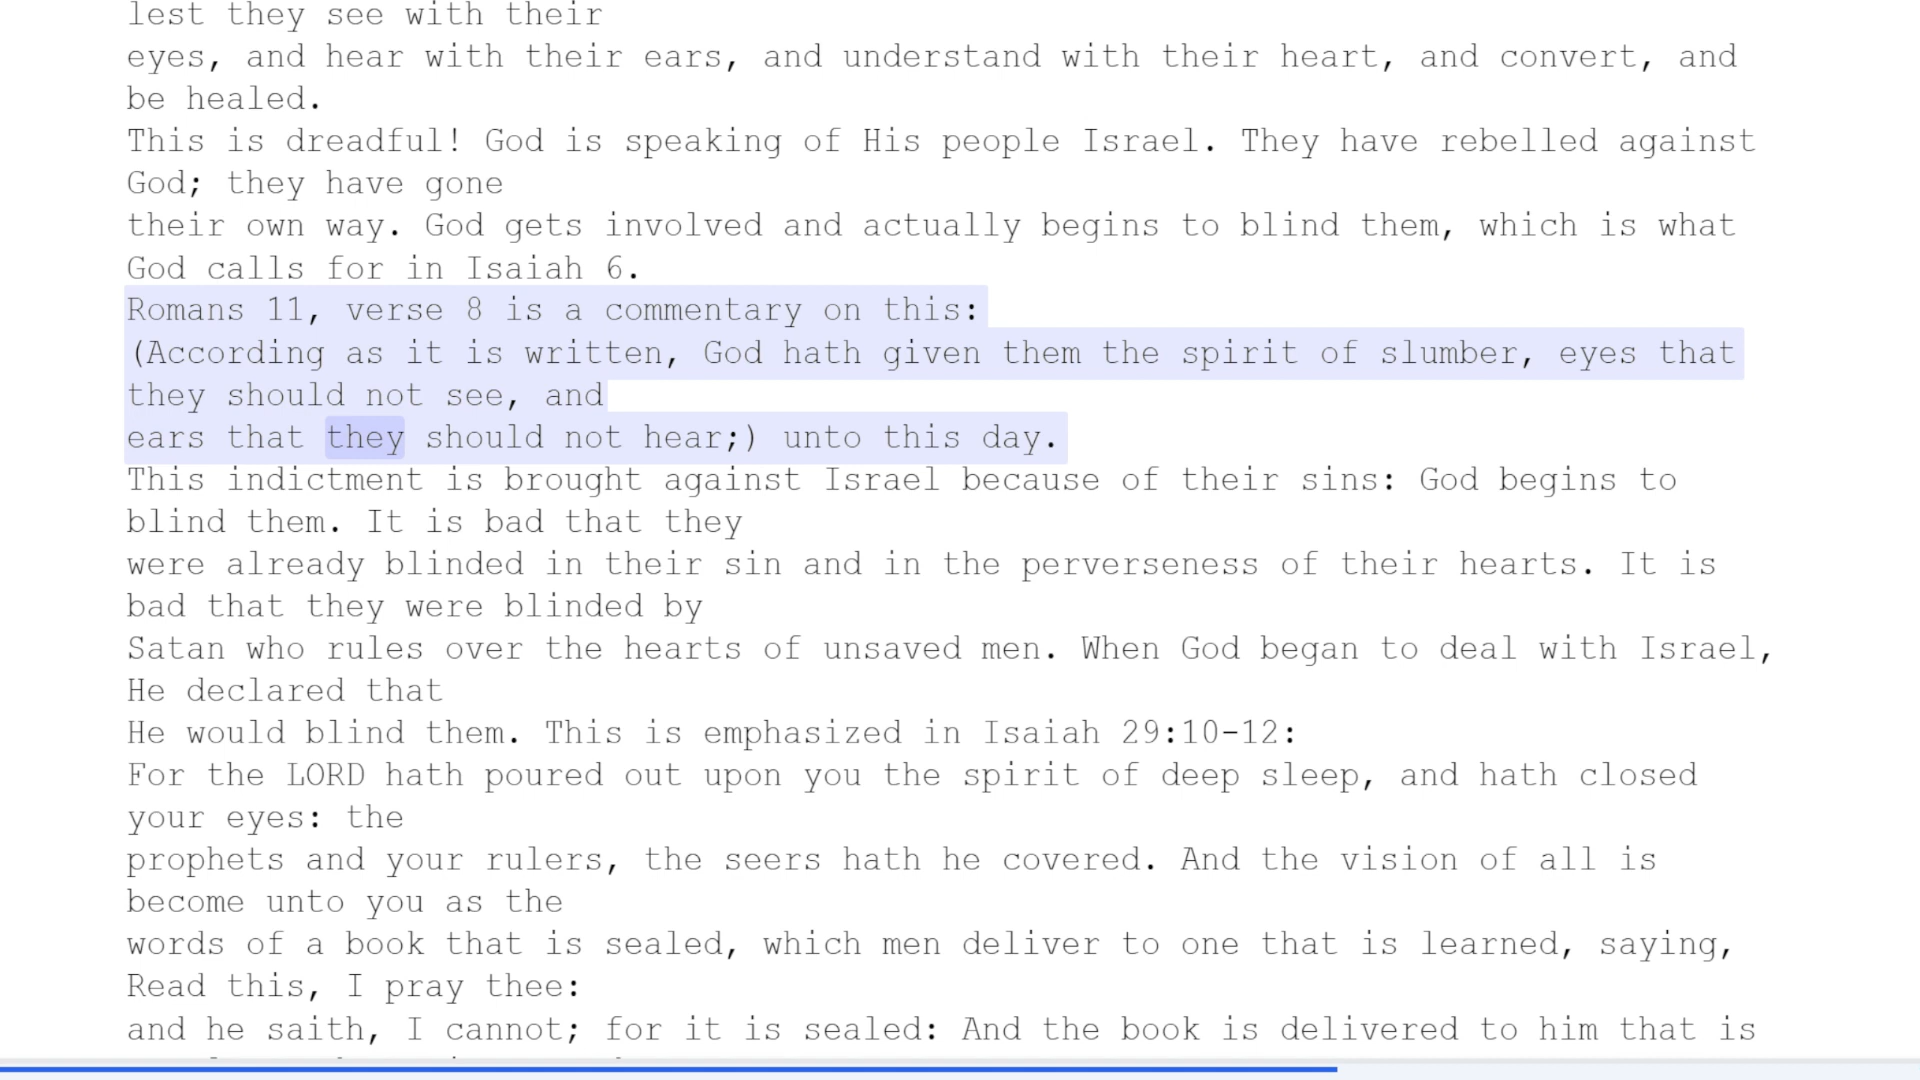 lest they see with their
eyes, and hear with their ears, and understand with their heart, and convert, and
be healed.
This is dreadful! God is speaking of His people Israel. They have rebelled against
God; they have gone
their own way. God gets involved and actually begins to blind them, which is what
God calls for in Isaiah 6.
Romans 11, verse 8 is a commentary on this:
(According as it is written, God hath given them the spirit of slumber, eyes that
they should not see, and
ears that they should not hear;) unto this day.
This indictment is brought against Israel because of their sins: God begins to
blind them. It is bad that they
were already blinded in their sin and in the perverseness of their hearts. It is
bad that they were blinded by
Satan who rules over the hearts of unsaved men. When God began to deal with Israel,
He declared that
He would blind them. This is emphasized in Isaiah 29:10-12:
For the LORD hath poured out upon you the spirit of deep sleep, and hath closed
your eyes: the
prophets and your rulers, the seers hath he covered. And the vision of all is
become unto you as the
words of a book that is sealed, which men deliver to one that is learned, saying,
Read this, I pray thee:
and he saith, I cannot; for it is sealed: And the book is delivered to him that is